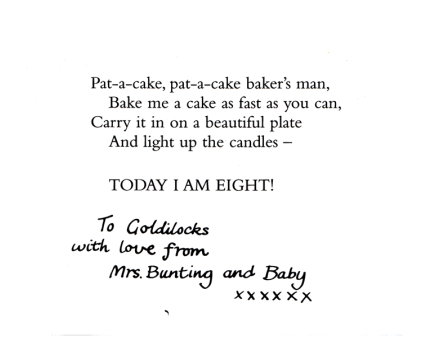 Pat-a-cake, pat-a-cake baker's man,
Bake me a cake as fast as you can,
Carry it in on a beautiful plate
And light up the candles –
TODAY I AM EIGHT!
To Goldilocks
with love from
Mrs. Bunting and Baby
xxxxxx